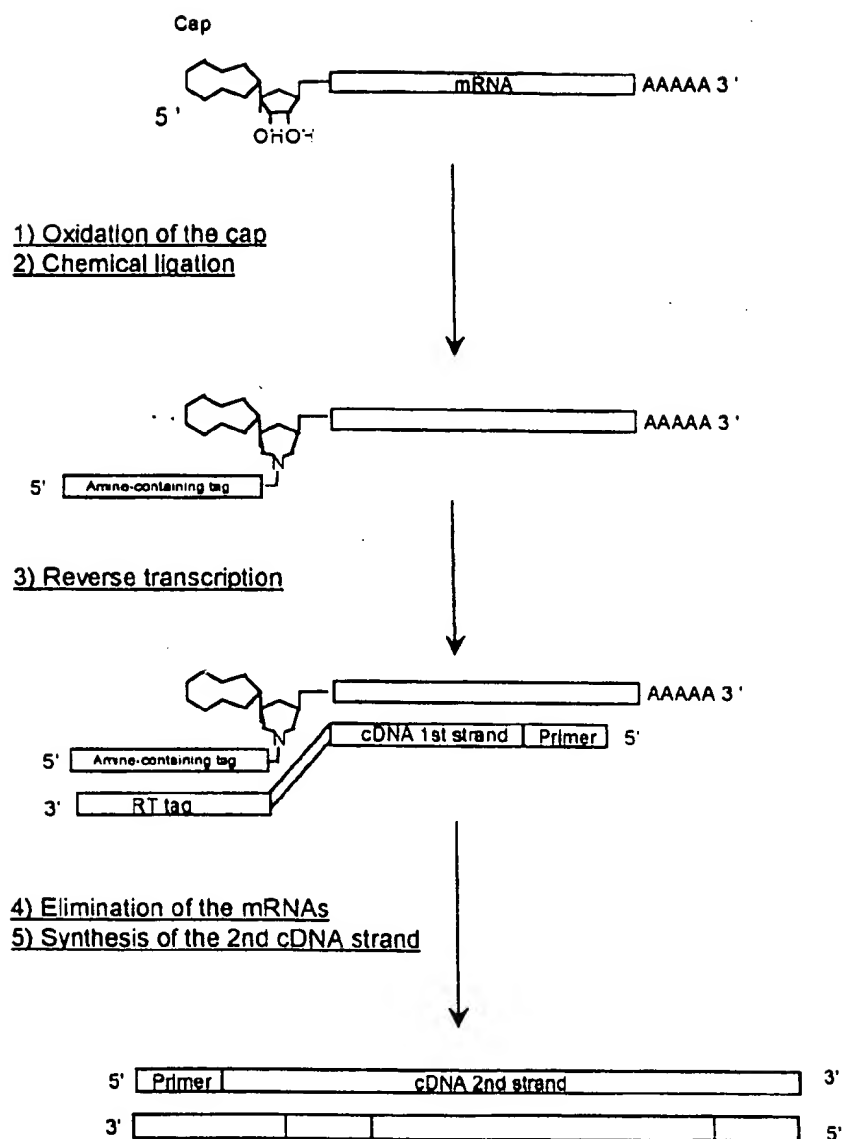 Cap
mRNA
AAAAA 3 '
5 '
OHOH
1) Oxidation of the cap
2) Chemical ligation
AAAAA 3 '
N
5' Amine-containing tag
3) Reverse transcription
AAAAA 3 '
N
cDNA 1st strand Primer 5'
5' Amine-containing tag
3' RT tag
4) Elimination of the mRNAs
5) Synthesis of the 2nd cDNA strand
5' Primer cDNA 2nd strand 3'
3' 5'